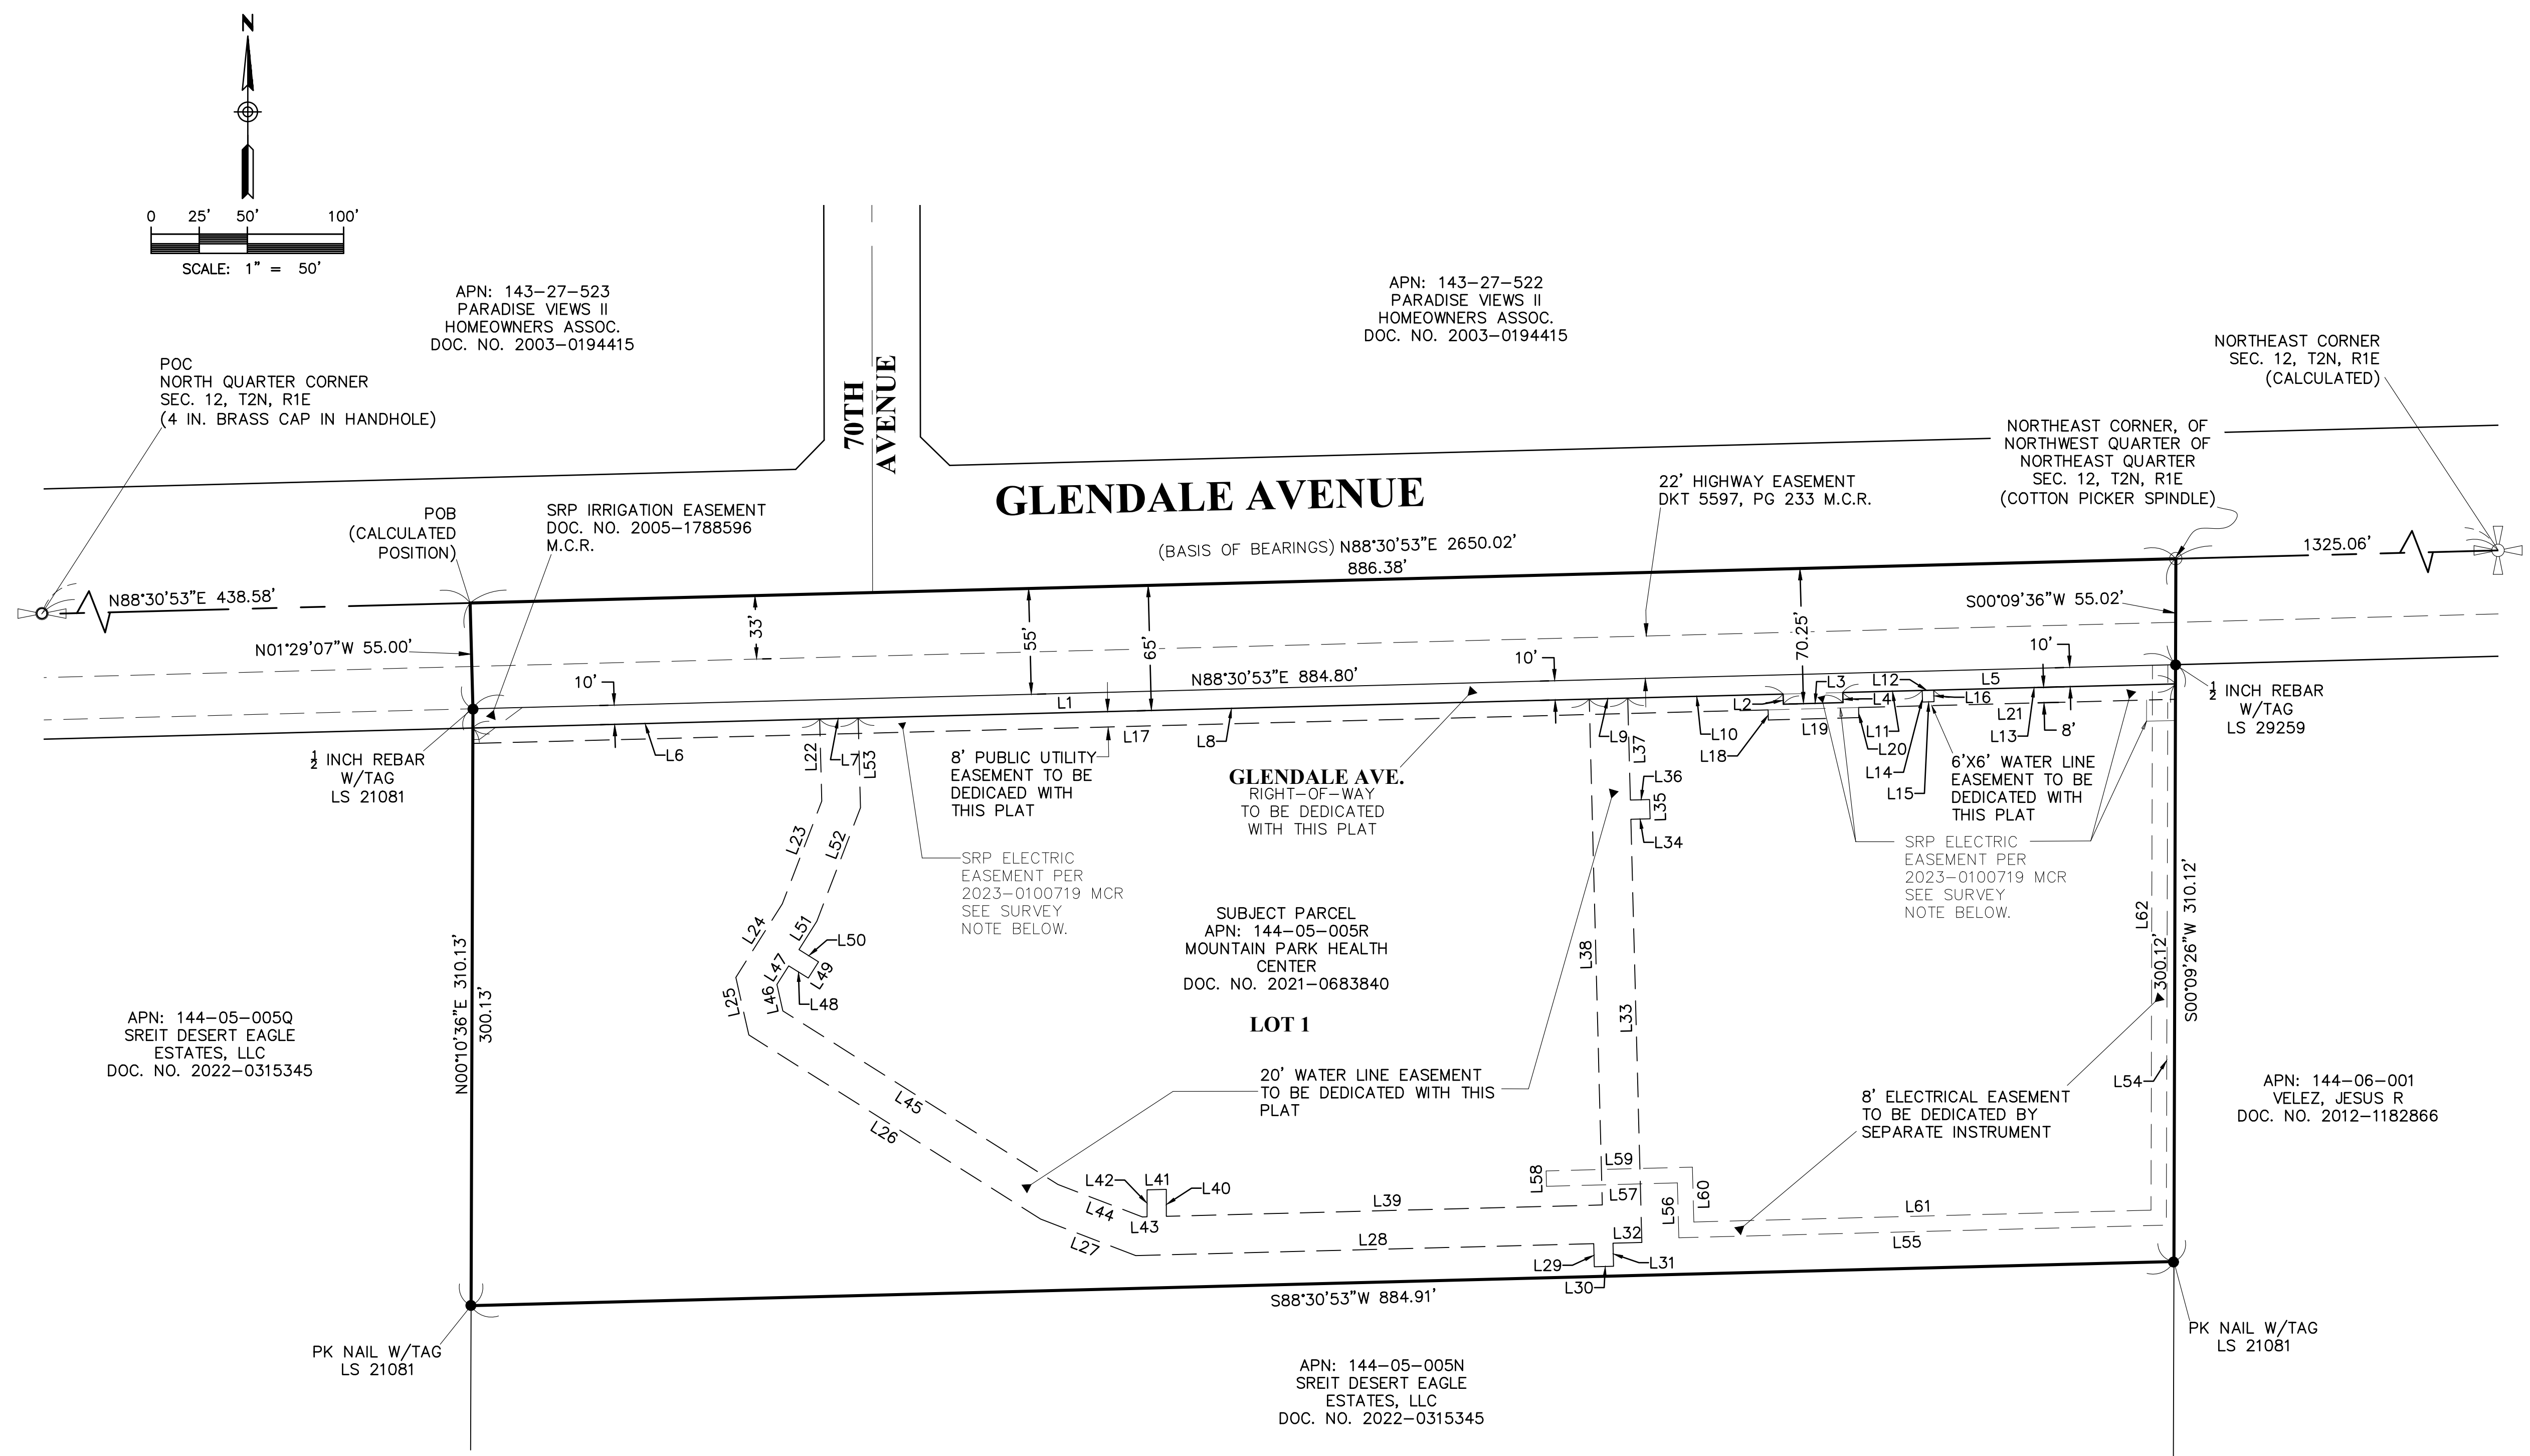 N
0 25' 50' 100'
SCALE: 1" = 50'
APN: 143-27-523
PARADISE VIEWS II
HOMEOWNERS ASSOC.
DOC. NO. 2003-0194415
APN: 143-27-522
PARADISE VIEWS II
HOMEOWNERS ASSOC.
DOC. NO. 2003-0194415
POC
NORTH QUARTER CORNER
SEC. 12, T2N, R1E
(4 IN. BRASS CAP IN HANDHOLE)
70TH
AVENUE
NORTHEAST CORNER
SEC. 12, T2N, R1E
(CALCULATED)
NORTHEAST CORNER, OF
NORTHWEST QUARTER OF
NORTHEAST QUARTER
SEC. 12, T2N, R1E
(COTTON PICKER SPINDLE)
GLENDALE AVENUE
22' HIGHWAY EASEMENT
DKT 5597, PG 233 M.C.R.
POB
(CALCULATED
POSITION)
SRP IRRIGATION EASEMENT
DOC. NO. 2005-1788596
M.C.R.
(BASIS OF BEARINGS) N88°30'53"E 2650.02'
886.38'
1325.06'
N88°30'53"E 438.58'
N01°29'07"W 55.00'
33'
55'
65'
70.25'
S00°09'36"W 55.02'
10'
N88°30'53"E 884.80'
10'
10'
L1
L2
L3
L4
L12
L5
L16
L6
L7
L17
L8
L9
L10
L18
L19
L11
L20
L14
L15
L13
L21
8'
L22
L53
L37
½ INCH REBAR
W/TAG
LS 21081
½ INCH REBAR
W/TAG
LS 29259
8' PUBLIC UTILITY
EASEMENT TO BE
DEDICAED WITH
THIS PLAT
GLENDALE AVE.
RIGHT-OF-WAY
TO BE DEDICATED
WITH THIS PLAT
6'X6' WATER LINE
EASEMENT TO BE
DEDICATED WITH
THIS PLAT
L36
L35
L34
L23
L52
SRP ELECTRIC
EASEMENT PER
2023-0100719 MCR
SEE SURVEY
NOTE BELOW.
SRP ELECTRIC
EASEMENT PER
2023-0100719 MCR
SEE SURVEY
NOTE BELOW.
SUBJECT PARCEL
APN: 144-05-005R
MOUNTAIN PARK HEALTH
CENTER
DOC. NO. 2021-0683840
LOT 1
L24
L51
L50
L47
L49
L48
L46
L25
L38
L33
L62
300.12'
S00°09'26"W 310.12'
N00°10'36"E 310.13'
300.13'
APN: 144-05-005Q
SREIT DESERT EAGLE
ESTATES, LLC
DOC. NO. 2022-0315345
20' WATER LINE EASEMENT
TO BE DEDICATED WITH THIS
PLAT
8' ELECTRICAL EASEMENT
TO BE DEDICATED BY
SEPARATE INSTRUMENT
L54
APN: 144-06-001
VELEZ, JESUS R
DOC. NO. 2012-1182866
L45
L26
L42
L41
L40
L44
L43
L39
L27
L28
L58
L59
L57
L56
L60
L61
L55
L32
L29
L31
L30
S88°30'53"W 884.91'
PK NAIL W/TAG
LS 21081
PK NAIL W/TAG
LS 21081
APN: 144-05-005N
SREIT DESERT EAGLE
ESTATES, LLC
DOC. NO. 2022-0315345